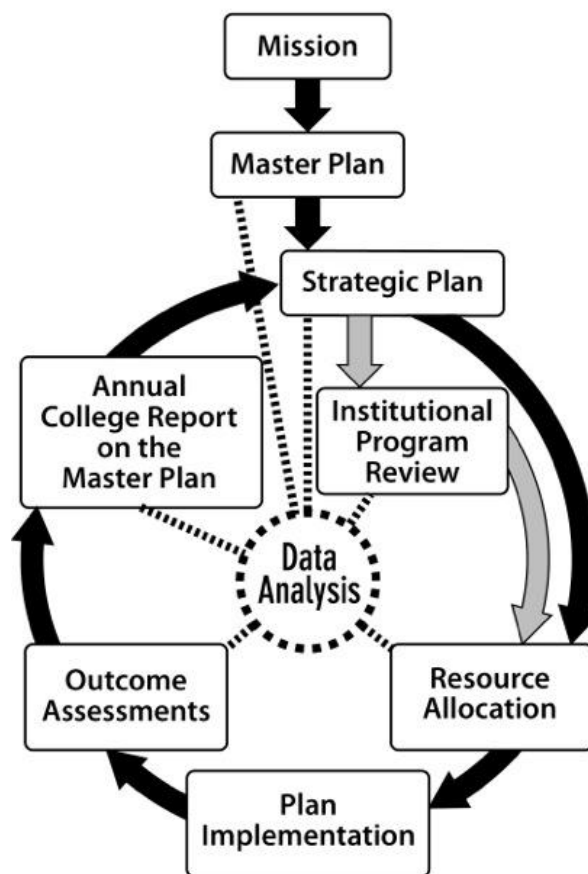 Mission
Master Plan
Strategic Plan
Annual
College Report
on the
Master Plan
Institutional
Program
Review
Data
Analysis
Outcome
Assessments
Resource
Allocation
Plan
Implementation